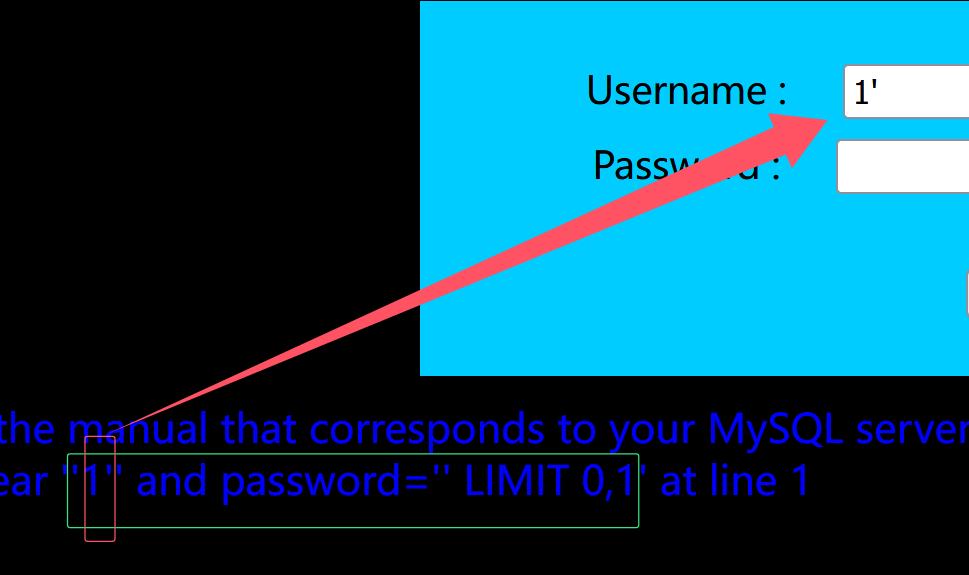 Username :
1'
Password :
the manual that corresponds to your MySQL server
ear ''1'' and password='' LIMIT 0,1' at line 1